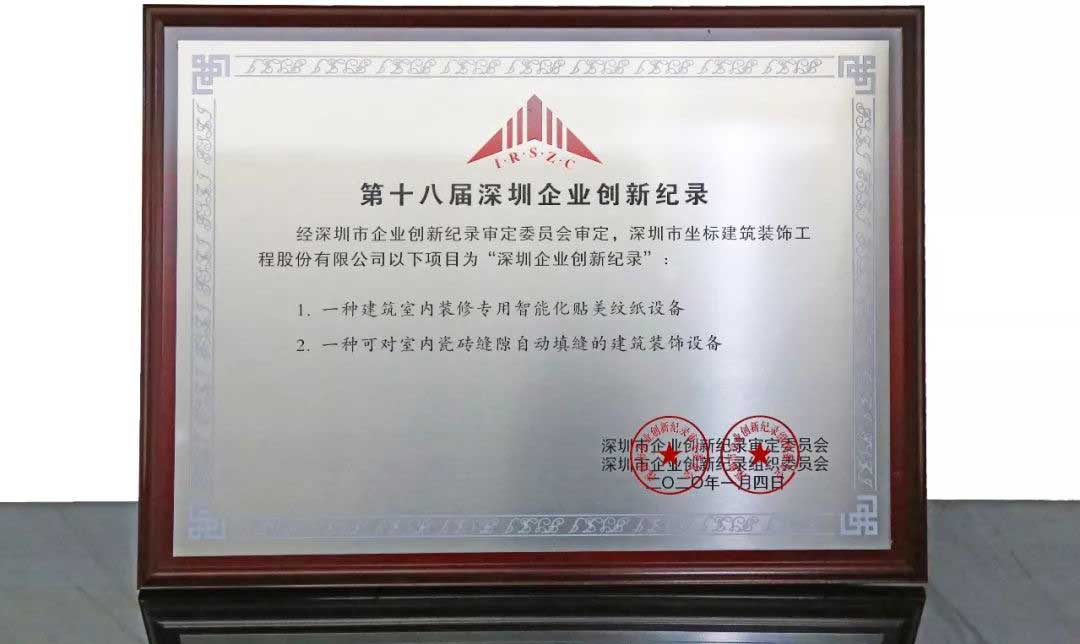 I·R·S·Z·C
第十八届深圳企业创新纪录
经深圳市企业创新纪录审定委员会审定，深圳市坐标建筑装饰工
程股份有限公司以下项目为“深圳企业创新纪录”：
1. 一种建筑室内装修专用智能化贴美纹纸设备
2. 一种可对室内瓷砖缝隙自动填缝的建筑装饰设备
深圳市企业创新纪录审定委员会
深圳市企业创新纪录组织委员会
二〇二〇年一月四日